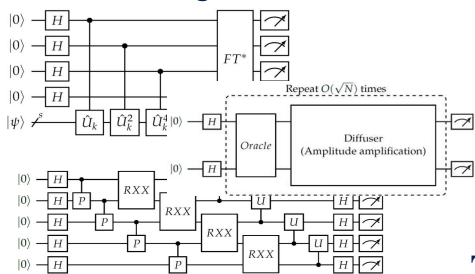 |0⟩ H
|0⟩ H
|0⟩ H FT*
|0⟩ H
|ψ⟩ s Û_k Û_k^2 Û_k^4
Repeat O(√N) times
|0⟩ H
Oracle
Diffuser
(Amplitude amplification)
|0⟩ H
|0⟩ H P RXX U H
|0⟩ H P RXX U H
|0⟩ H P RXX U H
|0⟩ H P RXX U H
|0⟩ H